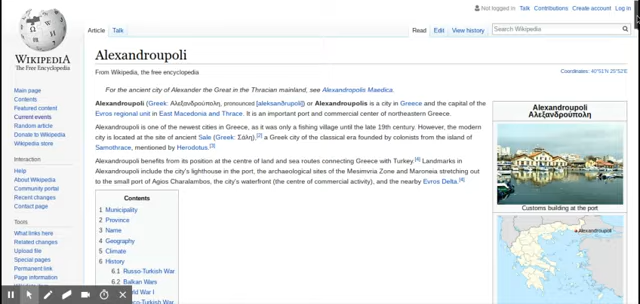 Not logged in Talk Contributions Create account Log in
Article Talk
Read Edit View history
Search Wikipedia
WIKIPEDIA
The Free Encyclopedia
Main page
Contents
Featured content
Current events
Random article
Donate to Wikipedia
Wikipedia store
Interaction
Help
About Wikipedia
Community portal
Recent changes
Contact page
Tools
What links here
Related changes
Upload file
Special pages
Permanent link
Page information
Alexandroupoli
From Wikipedia, the free encyclopedia
Coordinates: 40°51′N 25°52′E
For the ancient city of Alexander the Great in the Thracian mainland, see Alexandropolis Maedica.
Alexandroupoli (Greek: Αλεξανδρούπολη, pronounced [aleksanˈðrupoli]) or Alexandroupolis is a city in Greece and the capital of the
Evros regional unit in East Macedonia and Thrace. It is an important port and commercial center of northeastern Greece.
Alexandroupoli is one of the newest cities in Greece, as it was only a fishing village until the late 19th century. However, the modern
city is located at the site of ancient Sale (Greek: Σάλη),[2] a Greek city of the classical era founded by colonists from the island of
Samothrace, mentioned by Herodotus.[3]
Alexandroupoli benefits from its position at the centre of land and sea routes connecting Greece with Turkey.[4] Landmarks in
Alexandroupoli include the city's lighthouse in the port, the archaeological sites of the Mesimvria Zone and Maroneia stretching out
to the small port of Agios Charalambos, the city's waterfront (the centre of commercial activity), and the nearby Evros Delta.[4]
Contents
1 Municipality
2 Province
3 Name
4 Geography
5 Climate
6 History
6.1 Russo-Turkish War
6.2 Balkan Wars
World War I
Russo-Turkish War
Alexandroupoli
Αλεξανδρούπολη
Customs building at the port
Alexandroupoli